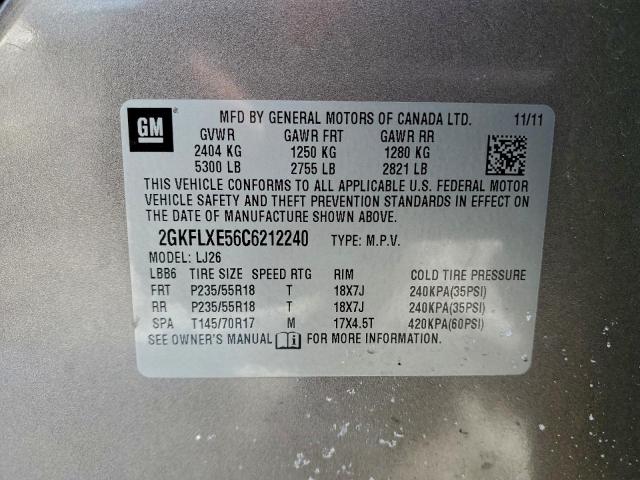 GM
MFD BY GENERAL MOTORS OF CANADA LTD. 11/11
GVWR GAWR FRT GAWR RR
2404 KG 1250 KG 1280 KG
5300 LB 2755 LB 2821 LB
THIS VEHICLE CONFORMS TO ALL APPLICABLE U.S. FEDERAL MOTOR
VEHICLE SAFETY AND THEFT PREVENTION STANDARDS IN EFFECT ON
THE DATE OF MANUFACTURE SHOWN ABOVE.
2GKFLXE56C6212240 TYPE: M.P.V.
MODEL: LJ26
LBB6 TIRE SIZE SPEED RTG RIM COLD TIRE PRESSURE
FRT P235/55R18 T 18X7J 240KPA(35PSI)
RR P235/55R18 T 18X7J 240KPA(35PSI)
SPA T145/70R17 M 17X4.5T 420KPA(60PSI)
SEE OWNER'S MANUAL FOR MORE INFORMATION.